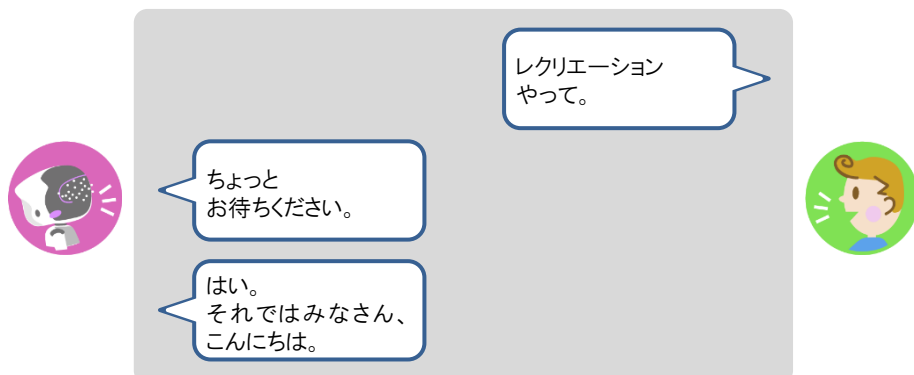 レクリエーション
やって。
ちょっと
お待ちください。
はい。
それではみなさん、
こんにちは。